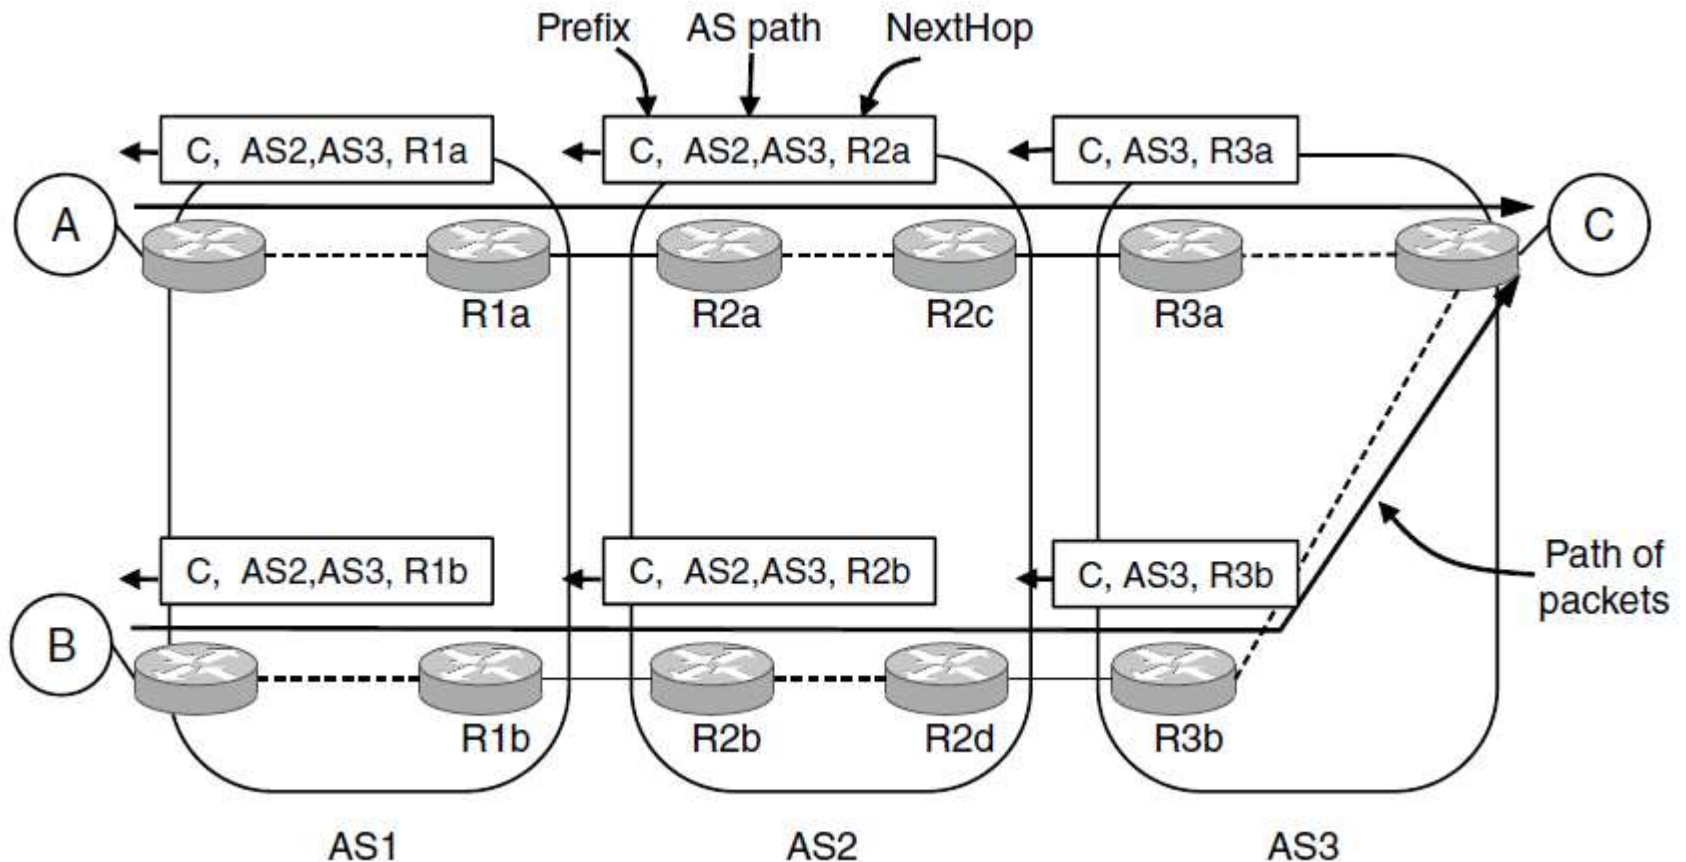 Prefix AS path NextHop
C, AS2,AS3, R1a
C, AS2,AS3, R2a
C, AS3, R3a
A
C
R1a
R2a
R2c
R3a
C, AS2,AS3, R1b
C, AS2,AS3, R2b
C, AS3, R3b
Path of
packets
B
R1b
R2b
R2d
R3b
AS1
AS2
AS3